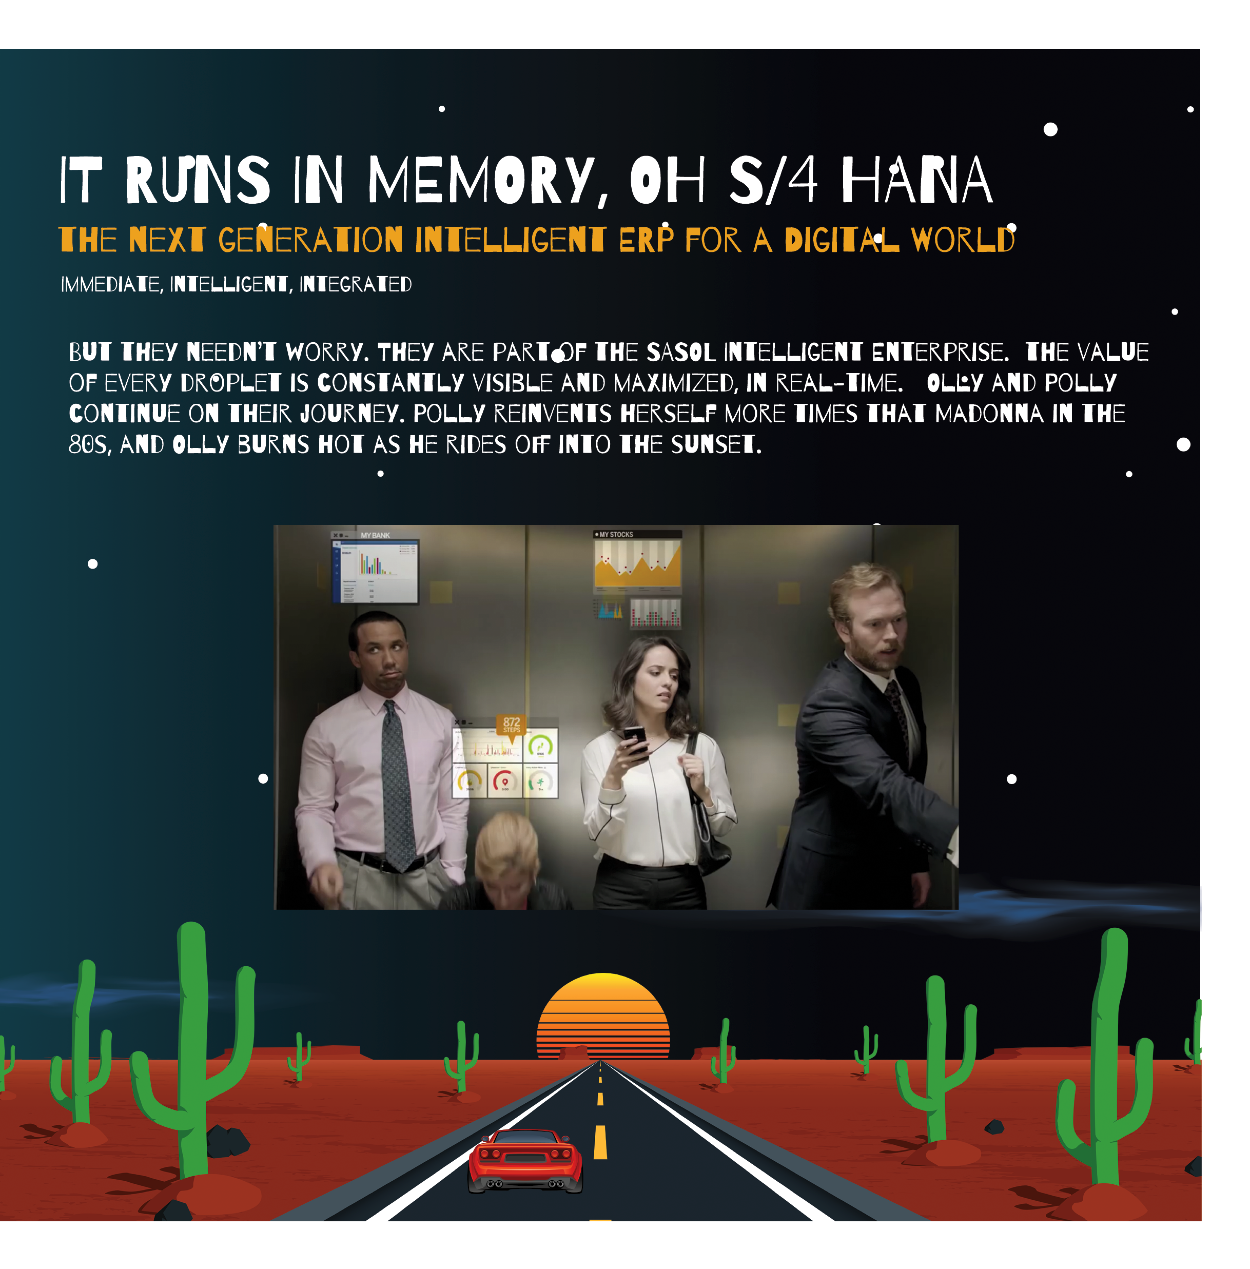 IT RUNS IN MEMORY, OH S/4 HANA
THE NEXT GENERATION INTELLIGENT ERP FOR A DIGITAL WORLD
IMMEDIATE, INTELLIGENT, INTEGRATED
BUT THEY NEEDN'T WORRY. THEY ARE PART OF THE SASOL INTELLIGENT ENTERPRISE. THE VALUE
OF EVERY DROPLET IS CONSTANTLY VISIBLE AND MAXIMIZED, IN REAL-TIME. OLLY AND POLLY
CONTINUE ON THEIR JOURNEY. POLLY REINVENTS HERSELF MORE TIMES THAT MADONNA IN THE
80S, AND OLLY BURNS HOT AS HE RIDES OFF INTO THE SUNSET.
MY BANK
MY STOCKS
872
STEPS